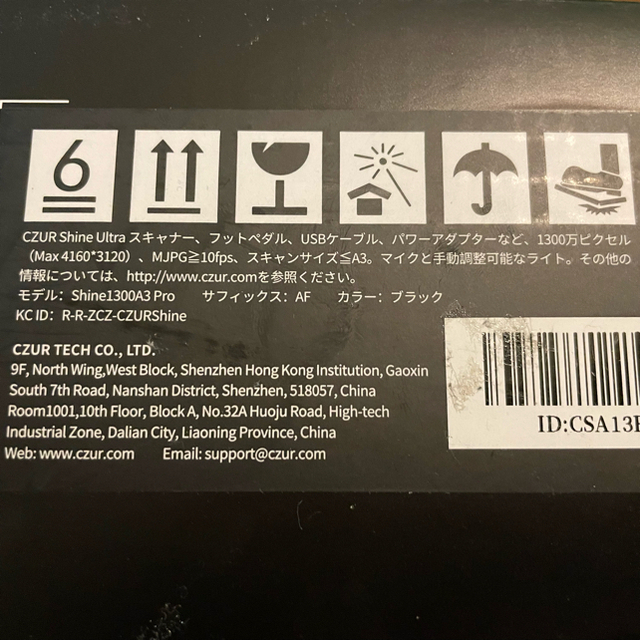 6
CZUR Shine Ultra スキャナー、フットペダル、USBケーブル、パワーアダプターなど、1300万ピクセル
（Max 4160*3120）、MJPG≧10fps、スキャンサイズ≦A3。マイクと手動調整可能なライト。その他の
情報については、http://www.czur.comを参照ください。
モデル：Shine1300A3 Pro サフィックス：AF カラー：ブラック
KC ID：R-R-ZCZ-CZURShine
CZUR TECH CO., LTD.
9F, North Wing,West Block, Shenzhen Hong Kong Institution, Gaoxin
South 7th Road, Nanshan District, Shenzhen, 518057, China
Room1001,10th Floor, Block A, No.32A Huoju Road, High-tech
Industrial Zone, Dalian City, Liaoning Province, China
Web: www.czur.com Email: support@czur.com
ID:CSA13